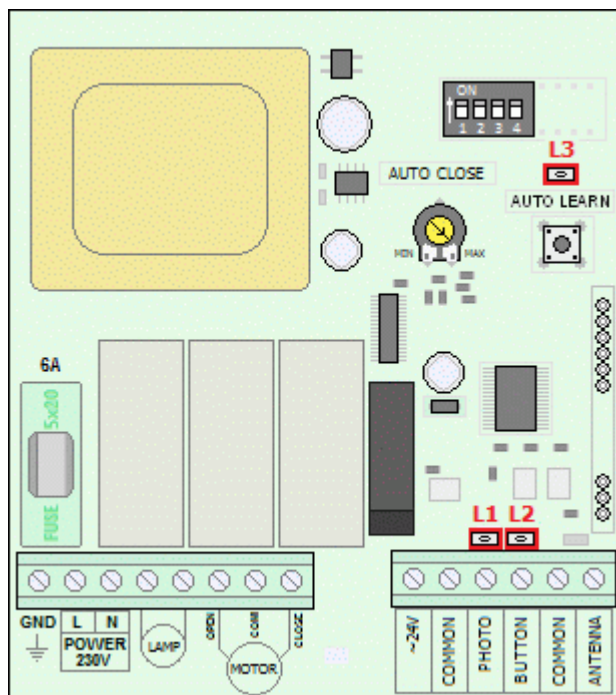 ON
1 2 3 4
L3
AUTO CLOSE
AUTO LEARN
MIN
MAX
6A
FUSE 5x20
L1 L2
GND
L N
POWER
230V
LAMP
OPEN
COM
CLOSE
MOTOR
~24V
COMMON
PHOTO
BUTTON
COMMON
ANTENNA